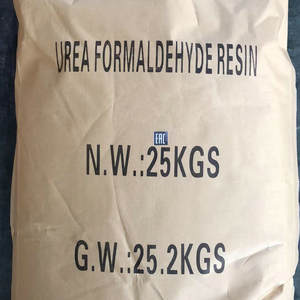 UREA FORMALDEHYDE RESIN
EAC
N.W.:25KGS
G.W.:25.2KGS